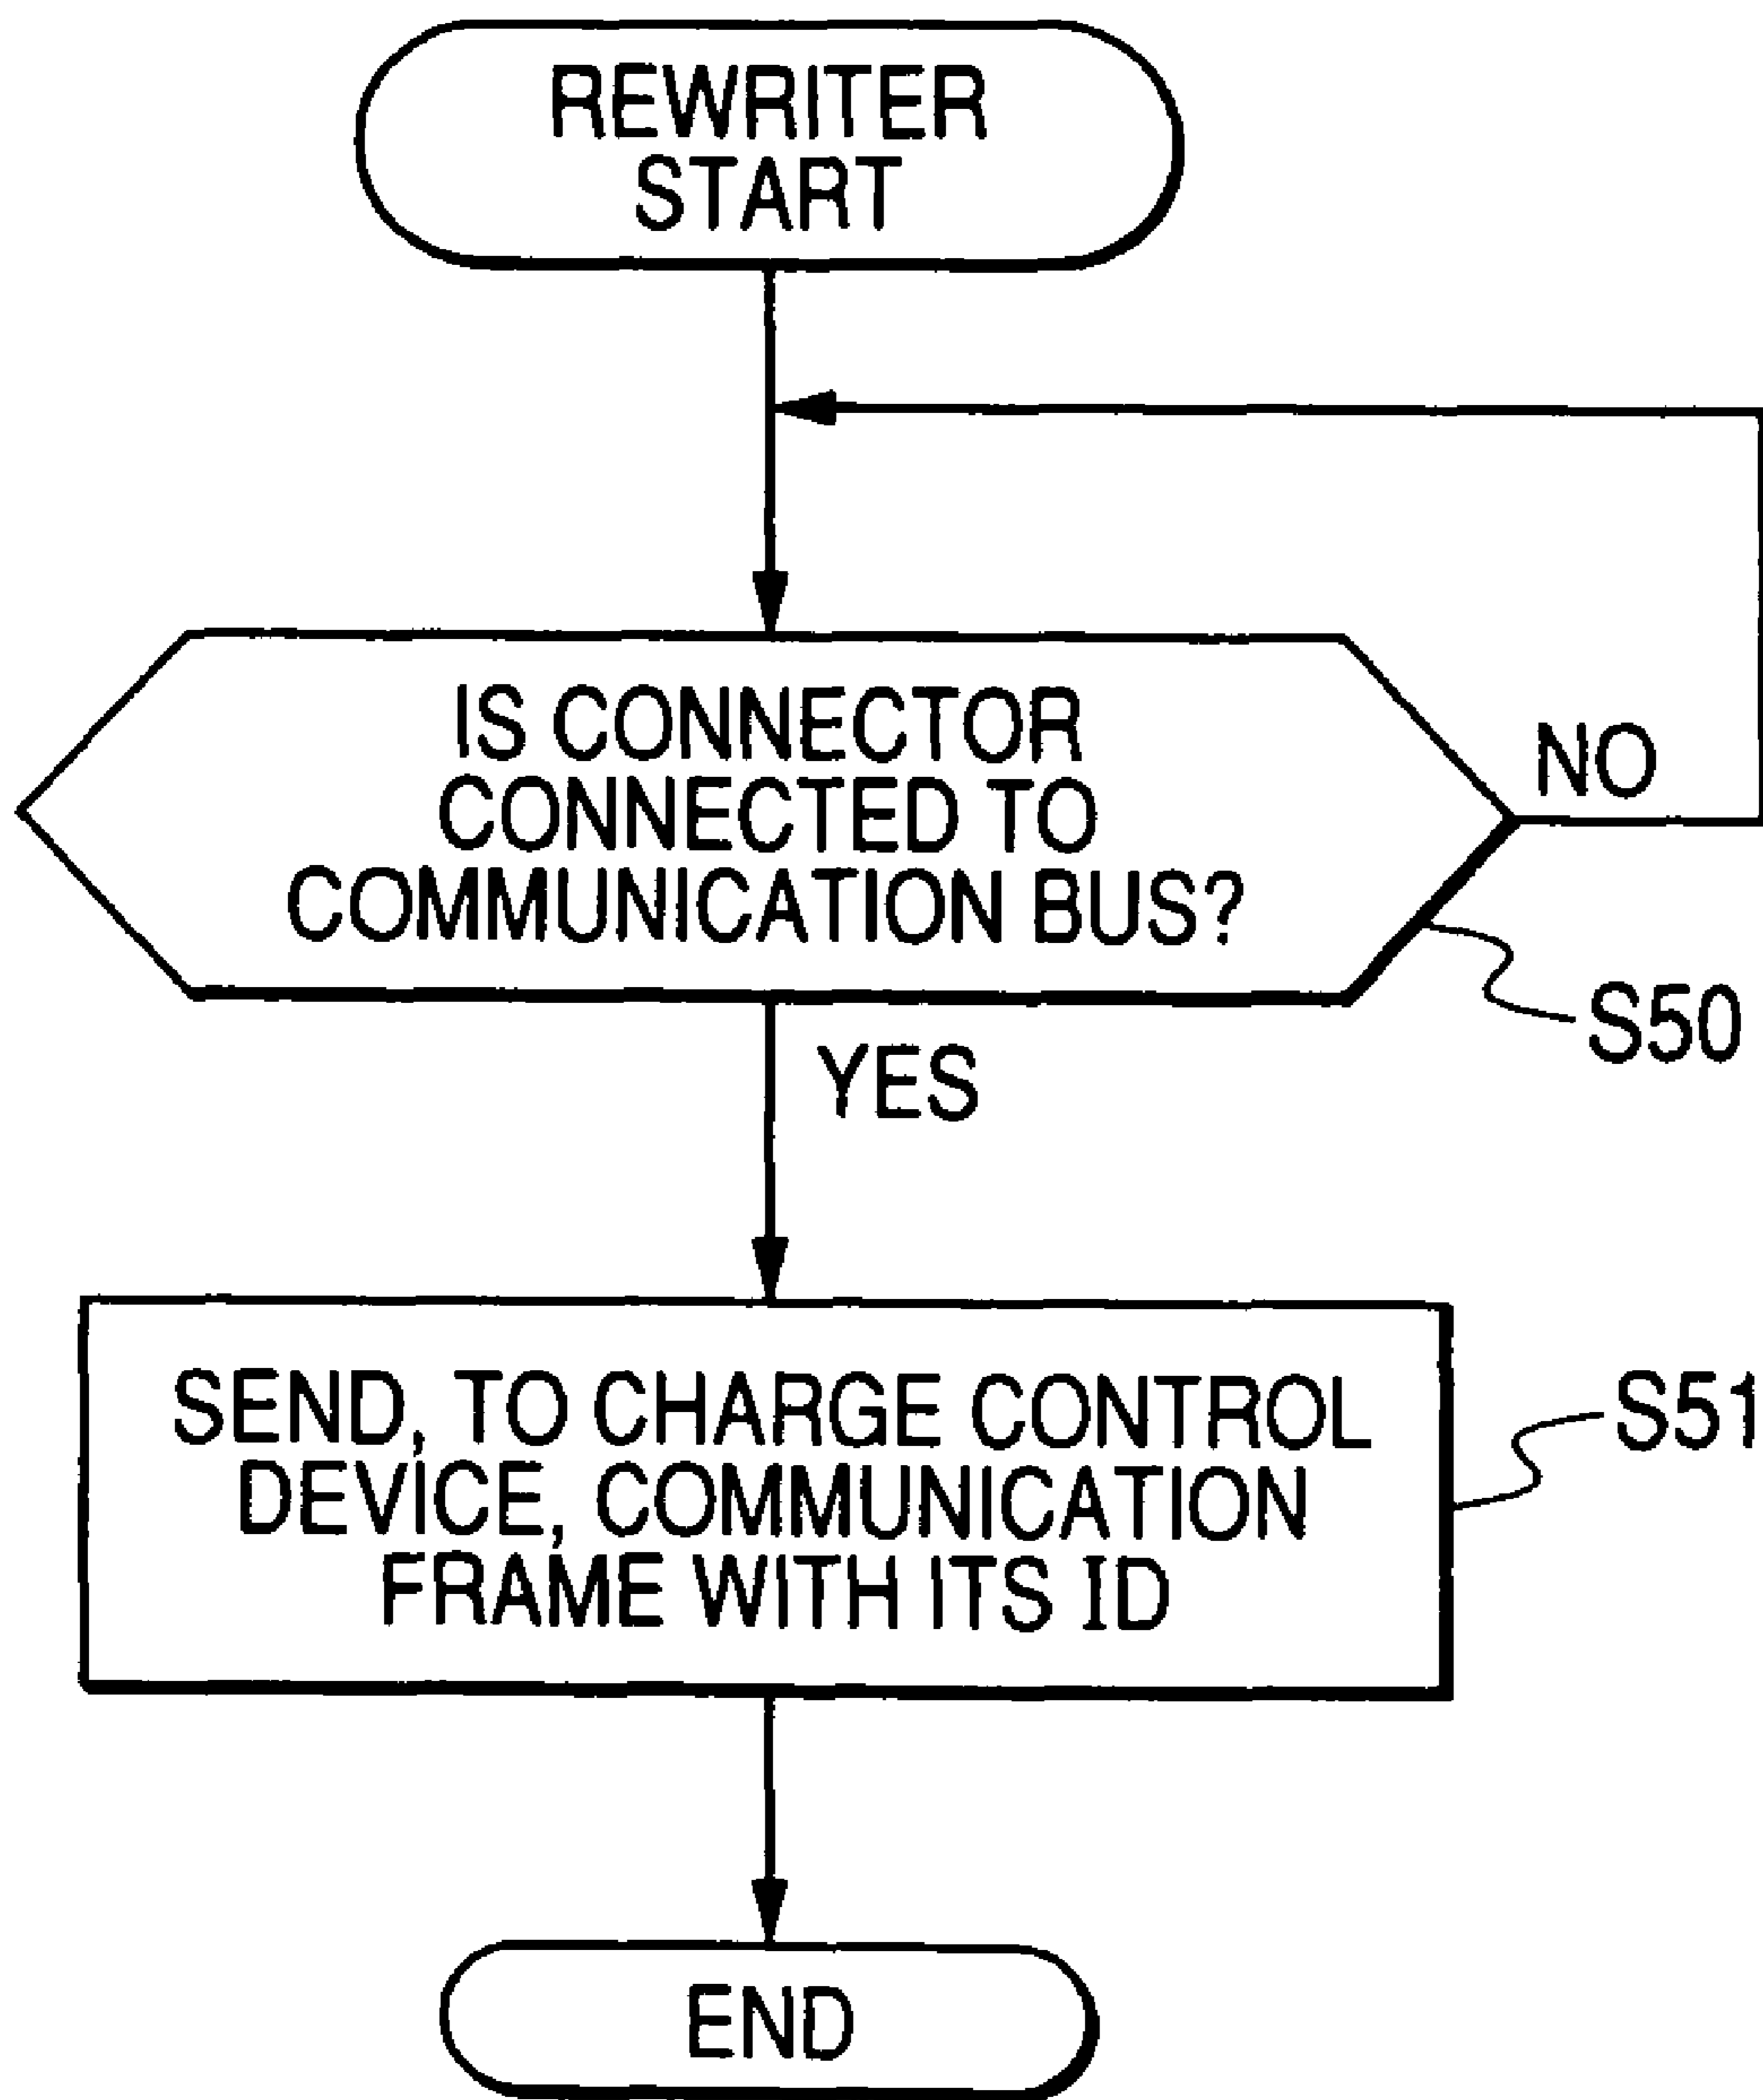 REWRITER
START
IS CONNECTOR
CONNECTED TO
COMMUNICATION BUS?
NO
S50
YES
SEND, TO CHARGE CONTROL
DEVICE, COMMUNICATION
FRAME WITH ITS ID
S51
END